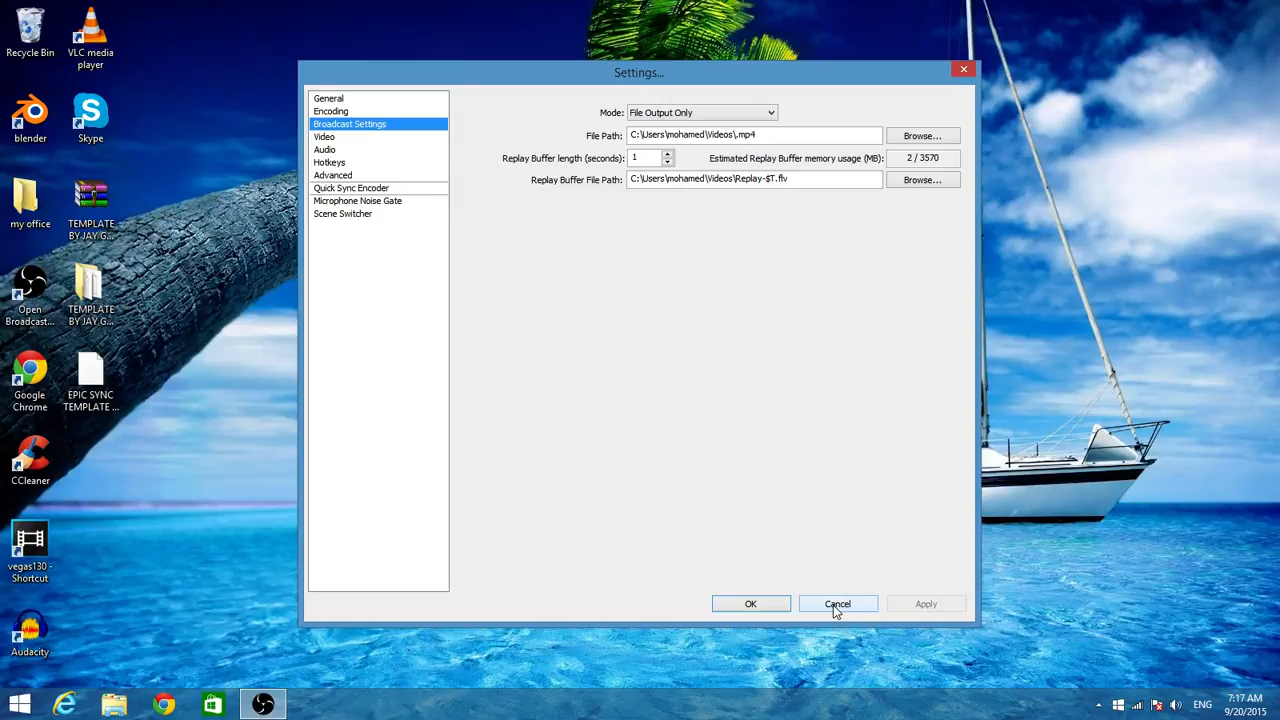 Recycle Bin
VLC media
player
blender
Skype
my office
TEMPLATE
BY JAY G...
Open
Broadcast...
TEMPLATE
BY JAY G...
Google
Chrome
EPIC SYNC
TEMPLATE ...
CCleaner
vegas130 -
Shortcut
Audacity
Settings...
General
Encoding
Broadcast Settings
Video
Audio
Hotkeys
Advanced
Quick Sync Encoder
Microphone Noise Gate
Scene Switcher
Mode: File Output Only
File Path: C:\Users\mohamed\Videos\.mp4 Browse...
Replay Buffer length (seconds): 1 Estimated Replay Buffer memory usage (MB): 2 / 3570
Replay Buffer File Path: C:\Users\mohamed\Videos\Replay-$T.flv Browse...
OK Cancel Apply
ENG
7:17 AM
9/20/2015